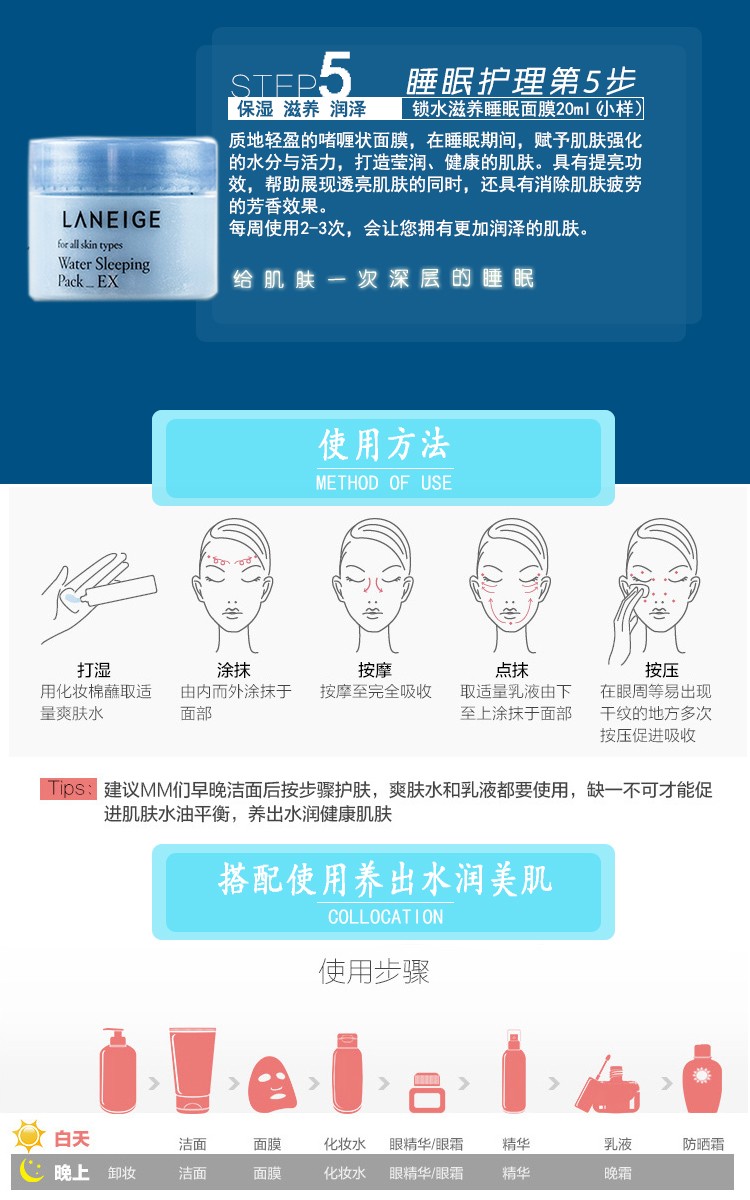 STEP5 睡眠护理第5步
保湿 滋养 润泽 锁水滋养睡眠面膜20ml(小样)
质地轻盈的啫喱状面膜，在睡眠期间，赋予肌肤强化
的水分与活力，打造莹润、健康的肌肤。具有提亮功
效，帮助展现透亮肌肤的同时，还具有消除肌肤疲劳
的芳香效果。
每周使用2-3次，会让您拥有更加润泽的肌肤。
给肌肤一次深层的睡眠
LANEIGE
for all skin types
Water Sleeping
Pack_EX
使用方法
METHOD OF USE
打湿
用化妆棉蘸取适
量爽肤水
涂抹
由内而外涂抹于
面部
按摩
按摩至完全吸收
点抹
取适量乳液由下
至上涂抹于面部
按压
在眼周等易出现
干纹的地方多次
按压促进吸收
Tips: 建议MM们早晚洁面后按步骤护肤，爽肤水和乳液都要使用，缺一不可才能促
进肌肤水油平衡，养出水润健康肌肤
搭配使用养出水润美肌
COLLOCATION
使用步骤
白天 洁面 面膜 化妆水 眼精华/眼霜 精华 乳液 防晒霜
晚上 卸妆 洁面 面膜 化妆水 眼精华/眼霜 精华 晚霜